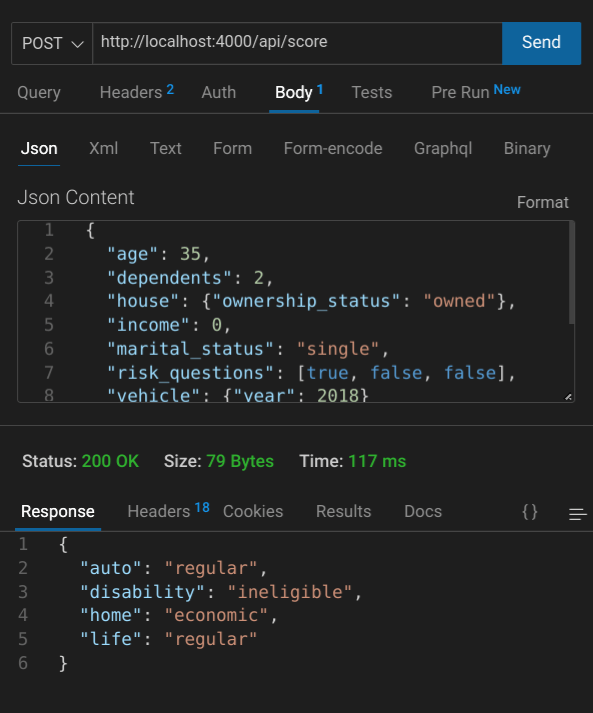 POST http://localhost:4000/api/score Send
Query Headers 2 Auth Body 1 Tests Pre Run New
Json Xml Text Form Form-encode Graphql Binary
Json Content Format
1 {
2 "age": 35,
3 "dependents": 2,
4 "house": {"ownership_status": "owned"},
5 "income": 0,
6 "marital_status": "single",
7 "risk_questions": [true, false, false],
8 "vehicle": {"year": 2018}
Status: 200 OK Size: 79 Bytes Time: 117 ms
Response Headers 18 Cookies Results Docs {}
1 {
2 "auto": "regular",
3 "disability": "ineligible",
4 "home": "economic",
5 "life": "regular"
6 }